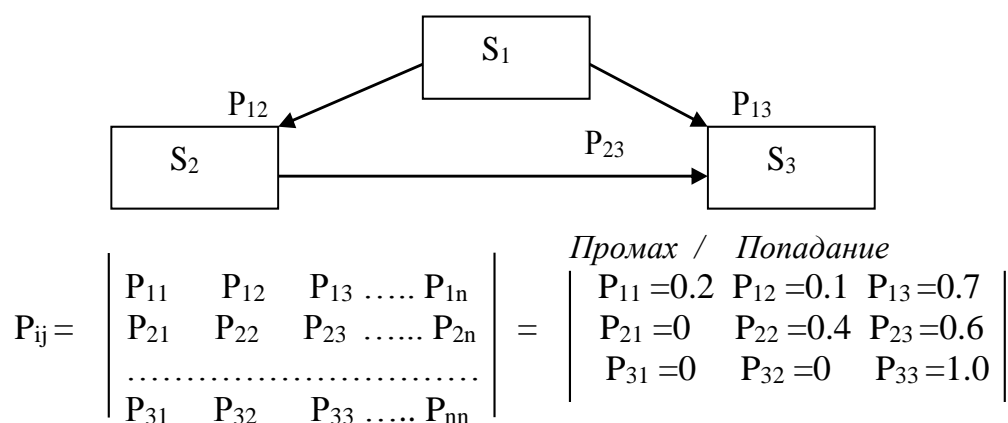 S1
P12 P13
P23
S2 S3
Промах / Попадание
P11 P12 P13 ….. P1n P11 =0.2 P12 =0.1 P13 =0.7
Pij = P21 P22 P23 …... P2n = P21 =0 P22 =0.4 P23 =0.6
…………………………… P31 =0 P32 =0 P33 =1.0
P31 P32 P33 ….. Pnn